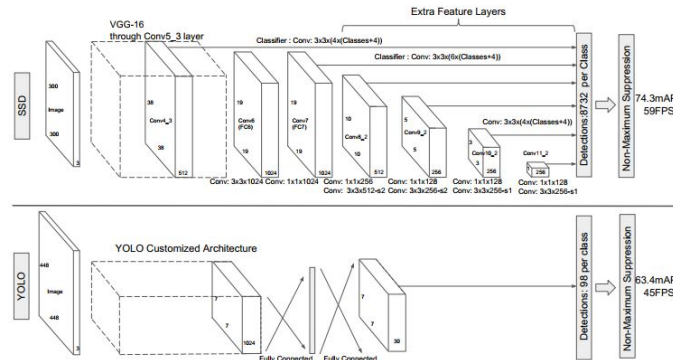 Extra Feature Layers
VGG-16
through Conv5_3 layer
Classifier : Conv: 3x3x(4x(Classes+4))
Classifier : Conv: 3x3x(6x(Classes+4))
SSD
300
Image
300
3
38
Conv4_3
38
512
19
Conv6
(FC6)
19
1024
19
Conv7
(FC7)
19
1024
10
Conv8_2
10
512
5
Conv9_2
5
256
Conv: 3x3x(4x(Classes+4))
3
Conv10_2
3
256
Conv11_2
256
Conv: 3x3x1024
Conv: 1x1x1024
Conv: 1x1x256
Conv: 3x3x512-s2
Conv: 1x1x128
Conv: 3x3x256-s2
Conv: 1x1x128
Conv: 3x3x256-s1
Conv: 1x1x128
Conv: 3x3x256-s1
Detections:8732 per Class
Non-Maximum Suppression
74.3mAP
59FPS
YOLO
448
Image
448
3
YOLO Customized Architecture
7
7
1024
Fully Connected
7
7
30
Fully Connected
Detections: 98 per class
Non-Maximum Suppression
63.4mAP
45FPS